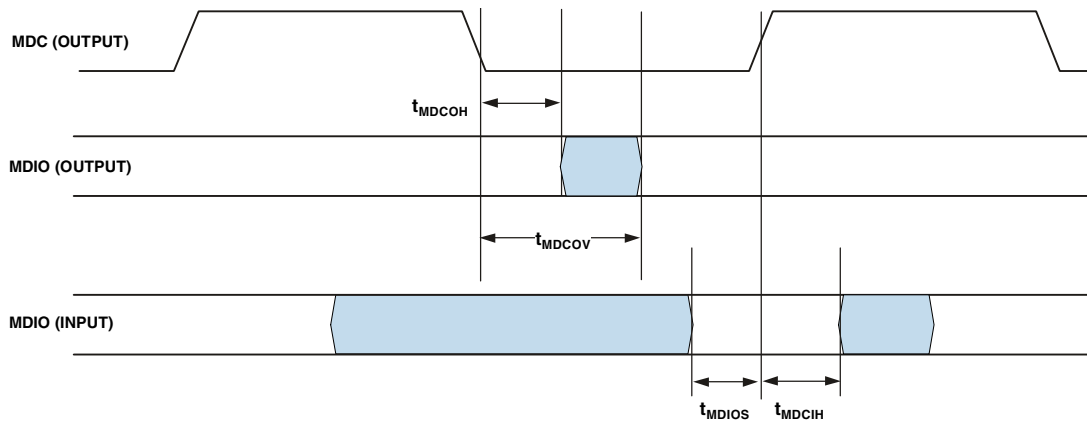 MDC (OUTPUT)
tMDCOH
MDIO (OUTPUT)
tMDCOV
MDIO (INPUT)
tMDIOS
tMDCIH